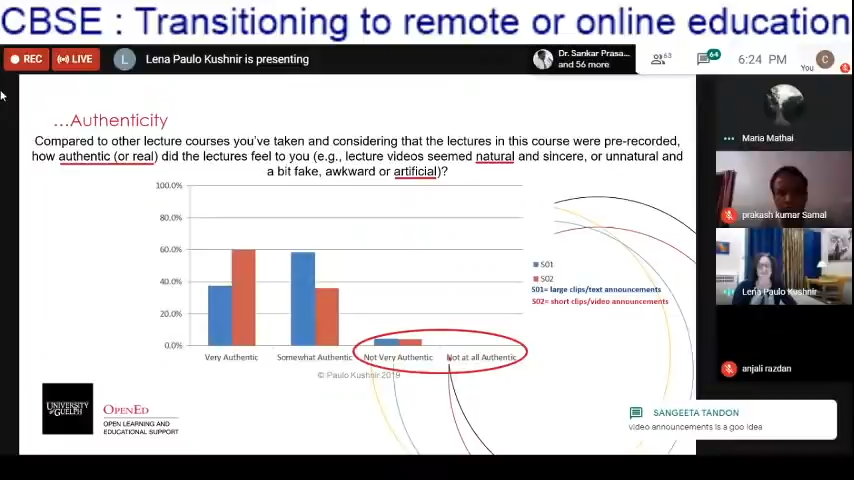 CBSE : Transitioning to remote or online education
REC
LIVE
L
Lena Paulo Kushnir is presenting
Dr. Sankar Prasa...
and 56 more
63
64
6:24 PM
You
C
...Authenticity
Compared to other lecture courses you've taken and considering that the lectures in this course were pre-recorded,
how authentic (or real) did the lectures feel to you (e.g., lecture videos seemed natural and sincere, or unnatural and
a bit fake, awkward or artificial)?
100.0%
80.0%
60.0%
40.0%
20.0%
0.0%
Very Authentic
Somewhat Authentic
Not Very Authentic
Not at all Authentic
S01
S02
S01= large clips/text announcements
S02= short clips/video announcements
© Paulo Kushnir 2019
UNIVERSITY
of GUELPH
OPENED
OPEN LEARNING AND
EDUCATIONAL SUPPORT
Maria Mathai
prakash kumar Samal
Lena Paulo Kushnir
anjali razdan
SANGEETA TANDON
video announcements is a goo idea